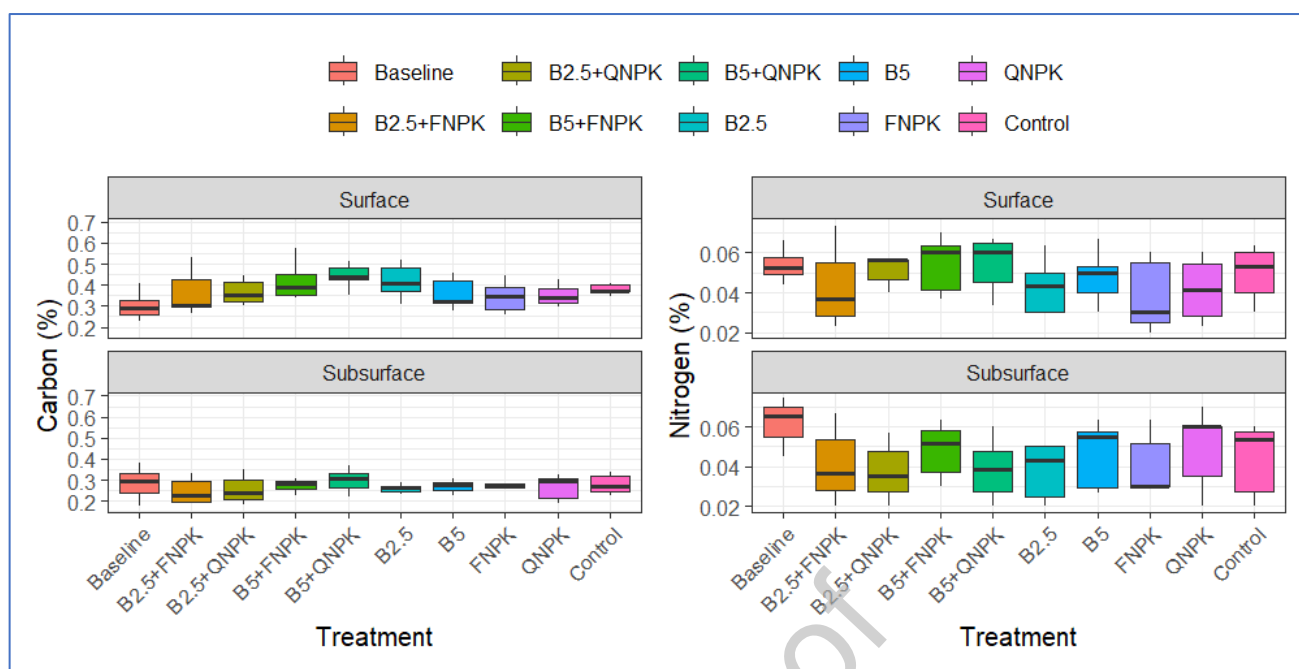 Baseline B2.5+QNPK B5+QNPK B5 QNPK
B2.5+FNPK B5+FNPK B2.5 FNPK Control
Surface
0.7
0.6
0.5
0.4
0.3
0.2
Subsurface
0.7
0.6
0.5
0.4
0.3
0.2
Carbon (%)
Baseline
B2.5+FNPK
B2.5+QNPK
B5+FNPK
B5+QNPK
B2.5
B5
FNPK
QNPK
Control
Treatment
Surface
0.06
0.04
0.02
Subsurface
0.06
0.04
0.02
Nitrogen (%)
Baseline
B2.5+FNPK
B2.5+QNPK
B5+FNPK
B5+QNPK
B2.5
B5
FNPK
QNPK
Control
Treatment
of